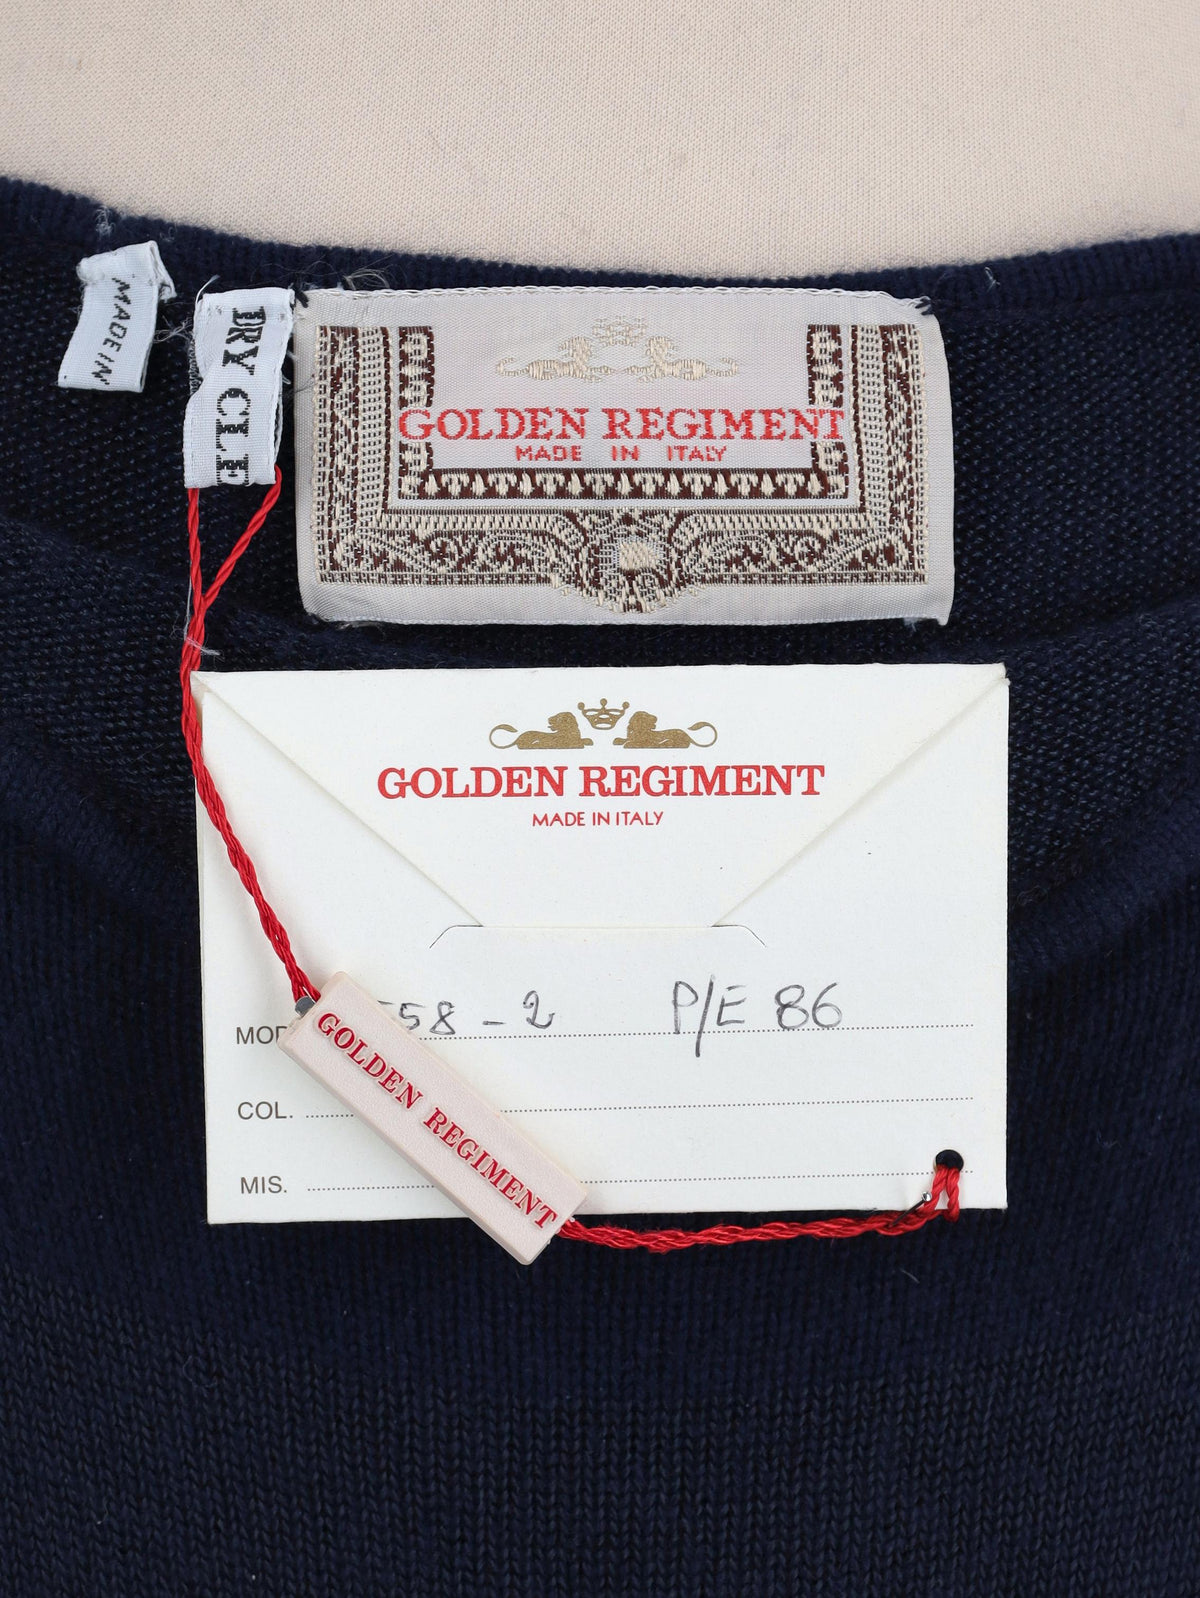 MADE IN
DRY CLE
GOLDEN REGIMENT
MADE IN ITALY
GOLDEN REGIMENT
MADE IN ITALY
58 - 2 P/E 86
COL.
MIS.
GOLDEN REGIMENT